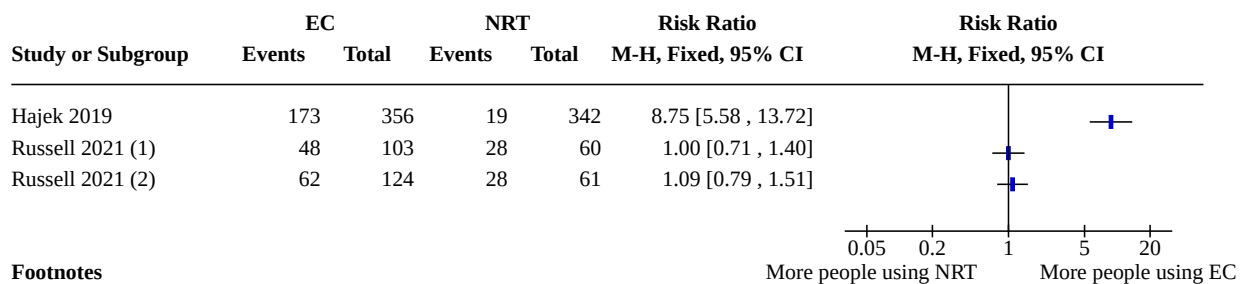 EC NRT Risk Ratio Risk Ratio
Study or Subgroup Events Total Events Total M-H, Fixed, 95% CI M-H, Fixed, 95% CI
Hajek 2019 173 356 19 342 8.75 [5.58 , 13.72]
Russell 2021 (1) 48 103 28 60 1.00 [0.71 , 1.40]
Russell 2021 (2) 62 124 28 61 1.09 [0.79 , 1.51]
0.05 0.2 1 5 20
Footnotes More people using NRT More people using EC